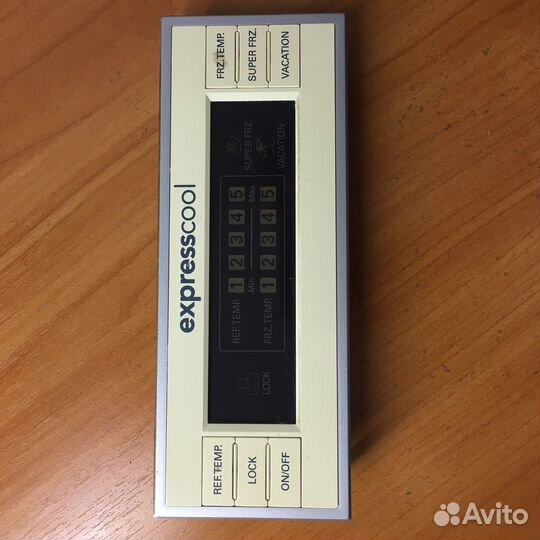 expresscool
REF.TEMP.
LOCK
ON/OFF
LOCK
REF.TEMP. 1 2 3 4 5
Min Max
FRZ.TEMP. 1 2 3 4 5
SUPER FRZ
VACATION
FRZ.TEMP.
SUPER FRZ.
VACATION
Avito